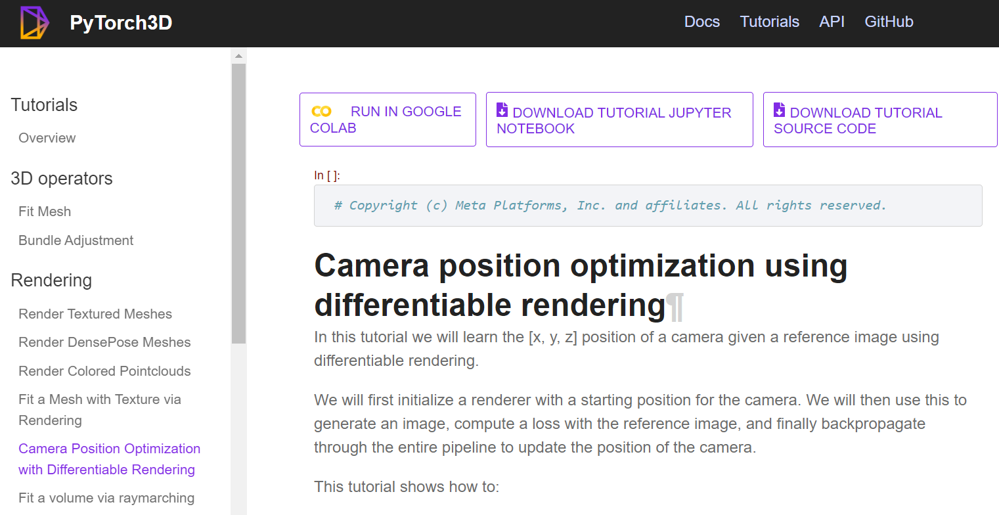 PyTorch3D
Docs Tutorials API GitHub
Tutorials
Overview
3D operators
Fit Mesh
Bundle Adjustment
Rendering
Render Textured Meshes
Render DensePose Meshes
Render Colored Pointclouds
Fit a Mesh with Texture via
Rendering
Camera Position Optimization
with Differentiable Rendering
Fit a volume via raymarching
CO RUN IN GOOGLE
COLAB
DOWNLOAD TUTORIAL JUPYTER
NOTEBOOK
DOWNLOAD TUTORIAL
SOURCE CODE
In [ ]:
# Copyright (c) Meta Platforms, Inc. and affiliates. All rights reserved.
Camera position optimization using
differentiable rendering¶
In this tutorial we will learn the [x, y, z] position of a camera given a reference image using
differentiable rendering.
We will first initialize a renderer with a starting position for the camera. We will then use this to
generate an image, compute a loss with the reference image, and finally backpropagate
through the entire pipeline to update the position of the camera.
This tutorial shows how to: